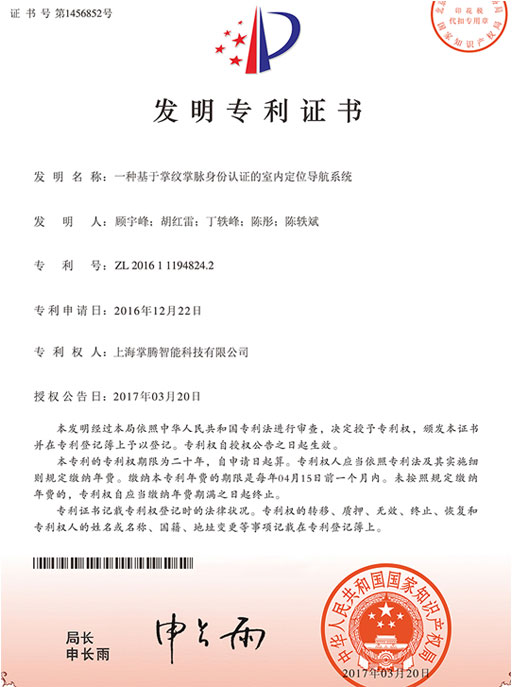 证 书 号 第1456852号
印 花 税
代扣专用章
国家知识产权局
发明专利证书
发 明 名 称：一种基于掌纹掌脉身份认证的室内定位导航系统
发 明 人：顾宇峰；胡红雷；丁轶峰；陈彤；陈轶斌
专 利 号：ZL 2016 1 1194824.2
专利申请日：2016年12月22日
专 利 权 人：上海掌腾智能科技有限公司
授权公告日：2017年03月20日
本发明经过本局依照中华人民共和国专利法进行审查，决定授予专利权，颁发本证书
并在专利登记簿上予以登记。专利权自授权公告之日起生效。
本专利的专利权期限为二十年，自申请日起算。专利权人应当依照专利法及其实施细
则规定缴纳年费。缴纳本专利年费的期限是每年04月15日前一个月内。未按照规定缴纳
年费的，专利权自应当缴纳年费期满之日起终止。
专利证书记载专利权登记时的法律状况。专利权的转移、质押、无效、终止、恢复和
专利权人的姓名或名称、国籍、地址变更等事项记载在专利登记簿上。
局长
申长雨
申长雨
中华人民共和国国家知识产权局
2017年03月20日